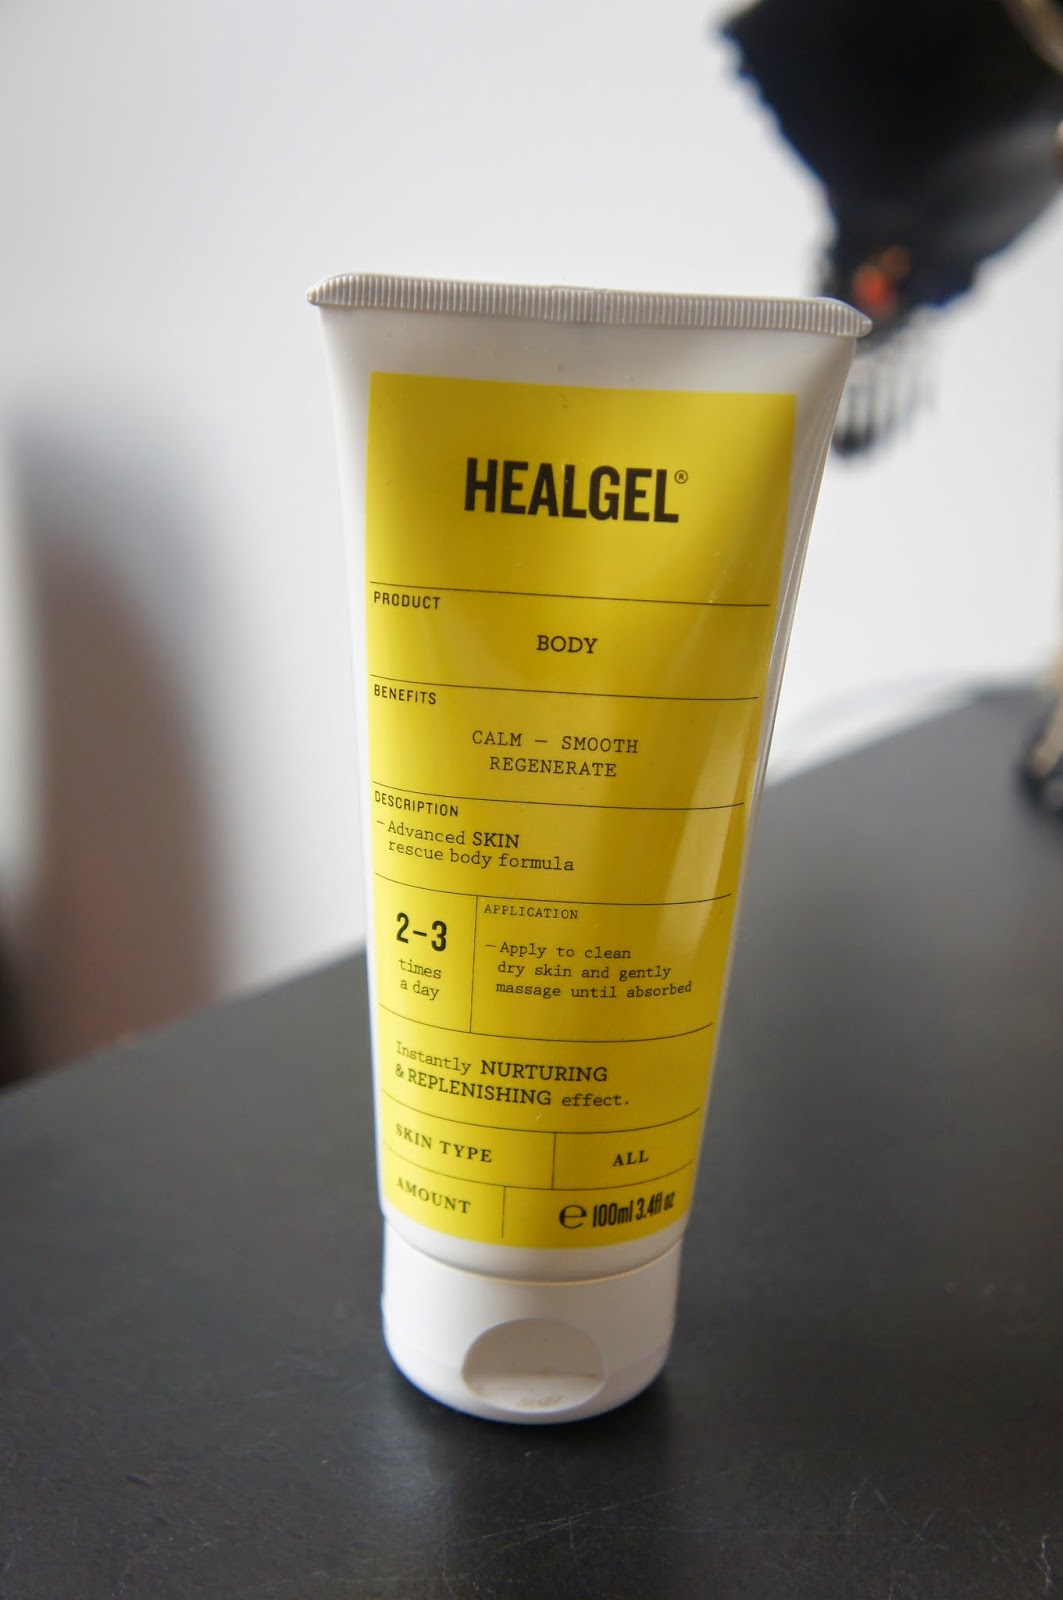 HEALGEL®
PRODUCT
BODY
BENEFITS
CALM — SMOOTH
REGENERATE
DESCRIPTION
—Advanced SKIN
rescue body formula
2-3
times
a day
APPLICATION
—Apply to clean
dry skin and gently
massage until absorbed
Instantly NURTURING
& REPLENISHING effect.
SKIN TYPE
ALL
AMOUNT
℮ 100ml 3.4fl oz